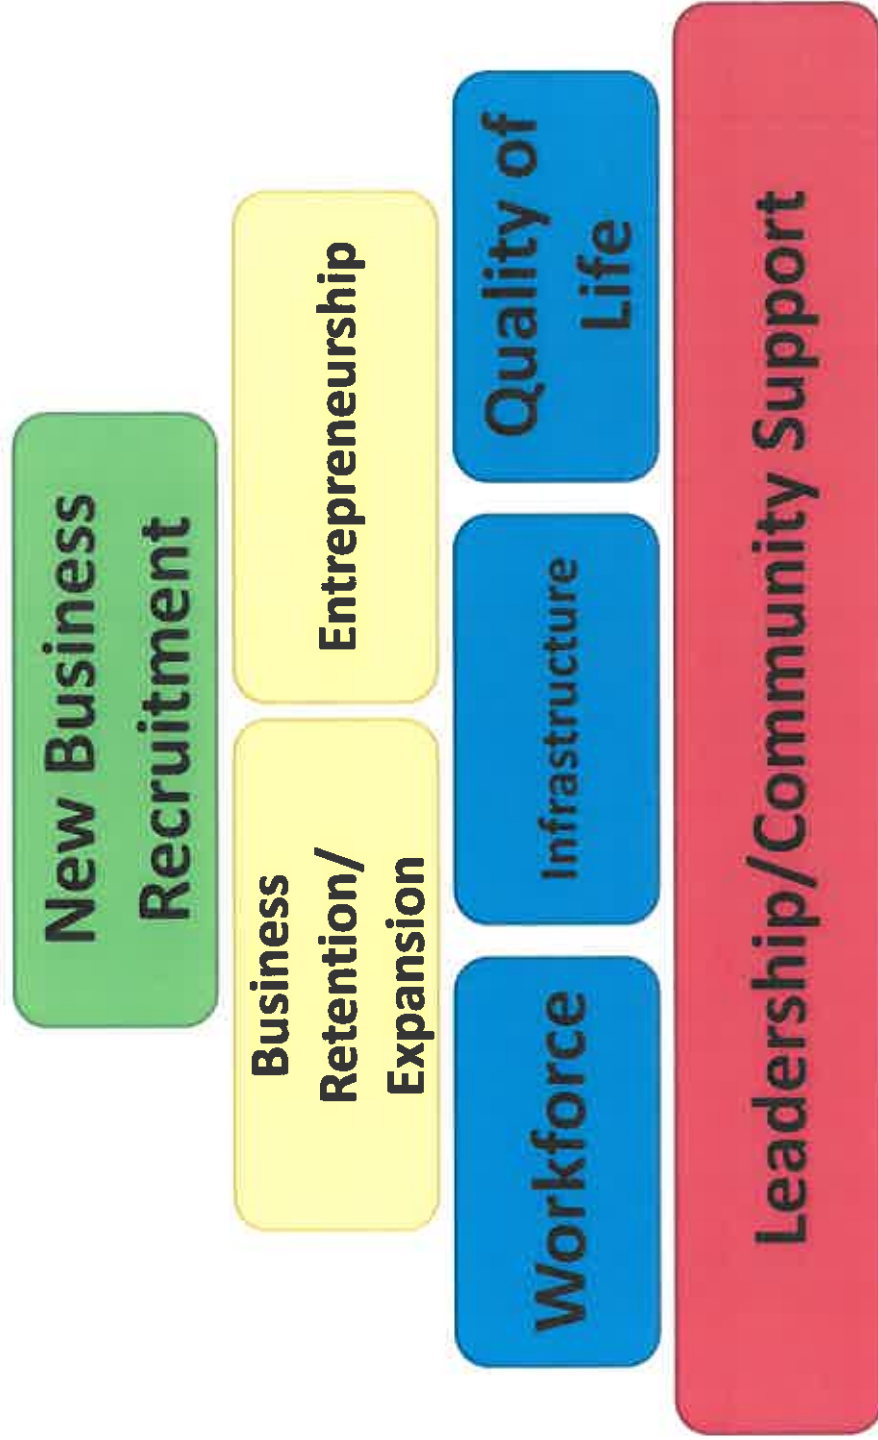 New Business
Recruitment
Business
Retention/
Expansion
Entrepreneurship
Workforce
Infrastructure
Quality of
Life
Leadership/Community Support